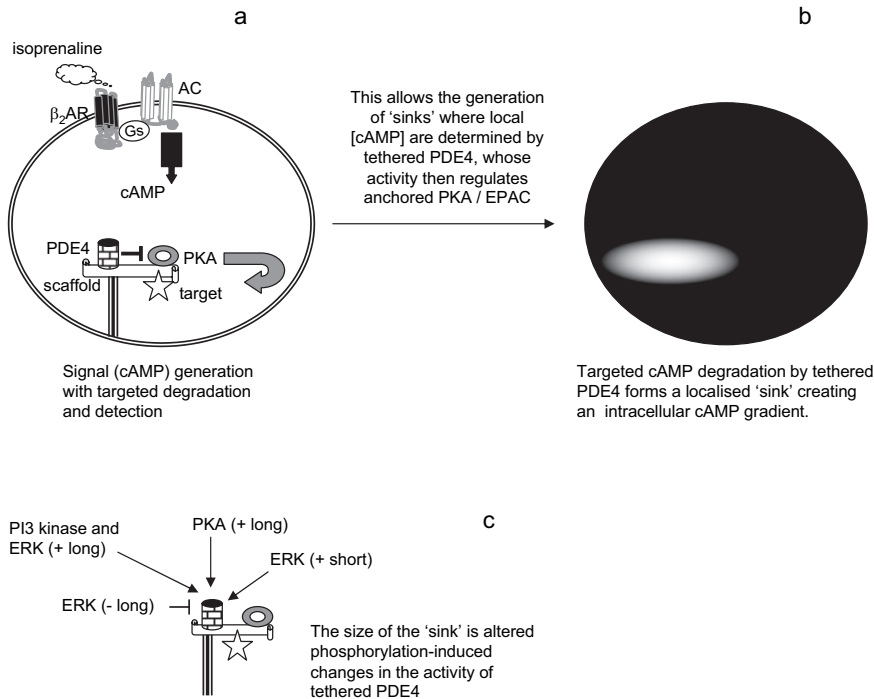 a
isoprenaline
AC
β2AR
Gs
cAMP
PDE4
PKA
scaffold
target
Signal (cAMP) generation
with targeted degradation
and detection
This allows the generation
of ‘sinks’ where local
[cAMP] are determined by
tethered PDE4, whose
activity then regulates
anchored PKA / EPAC
b
Targeted cAMP degradation by tethered
PDE4 forms a localised ‘sink’ creating
an intracellular cAMP gradient.
c
PI3 kinase and
ERK (+ long)
PKA (+ long)
ERK (+ short)
ERK (- long)
The size of the ‘sink’ is altered
phosphorylation-induced
changes in the activity of
tethered PDE4